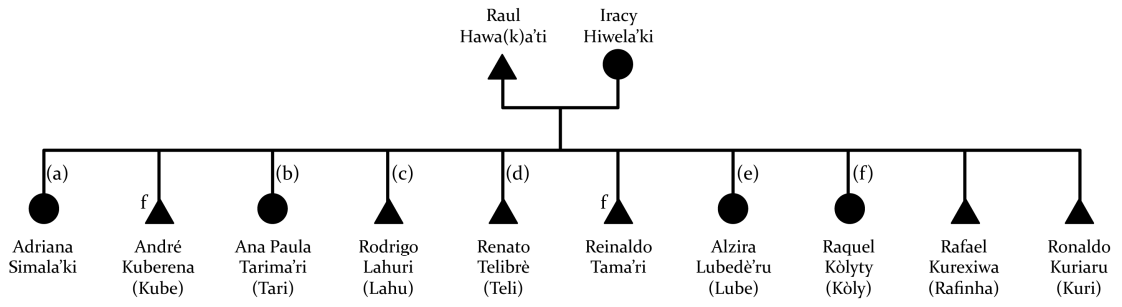 Raul
Hawa(k)a'ti
Iracy
Hiwela'ki
(a)
(b)
(c)
(d)
(e)
(f)
f
f
Adriana
Simala'ki
André
Kuberena
(Kube)
Ana Paula
Tarima'ri
(Tari)
Rodrigo
Lahuri
(Lahu)
Renato
Telibrè
(Teli)
Reinaldo
Tama'ri
Alzira
Lubedè'ru
(Lube)
Raquel
Kòlyty
(Kòly)
Rafael
Kurexiwa
(Rafinha)
Ronaldo
Kuriaru
(Kuri)